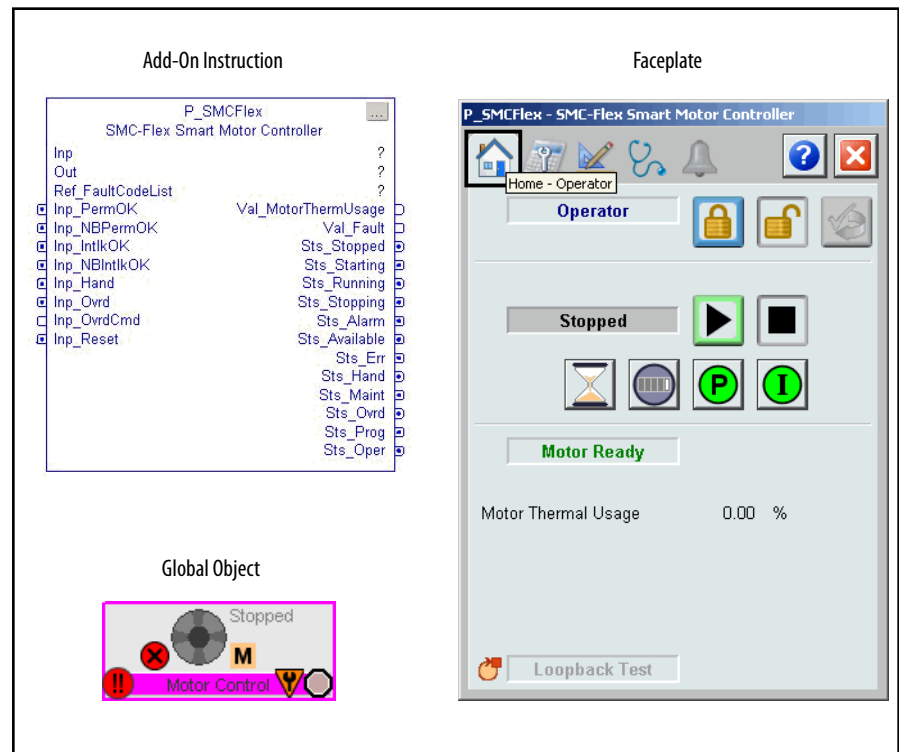 Add-On Instruction
P_SMCFlex
...
SMC-Flex Smart Motor Controller
Inp ?
Out ?
Ref_FaultCodeList ?
Inp_PermOK Val_MotorThermUsage
Inp_NBPermOK Val_Fault
Inp_IntlkOK Sts_Stopped
Inp_NBIntlkOK Sts_Starting
Inp_Hand Sts_Running
Inp_Ovrd Sts_Stopping
Inp_OvrdCmd Sts_Alarm
Inp_Reset Sts_Available
Sts_Err
Sts_Hand
Sts_Maint
Sts_Ovrd
Sts_Prog
Sts_Oper
Global Object
Stopped
M
!! Motor Control
Faceplate
P_SMCFlex - SMC-Flex Smart Motor Controller
?
Home - Operator
Operator
Stopped
P I
Motor Ready
Motor Thermal Usage 0.00 %
Loopback Test